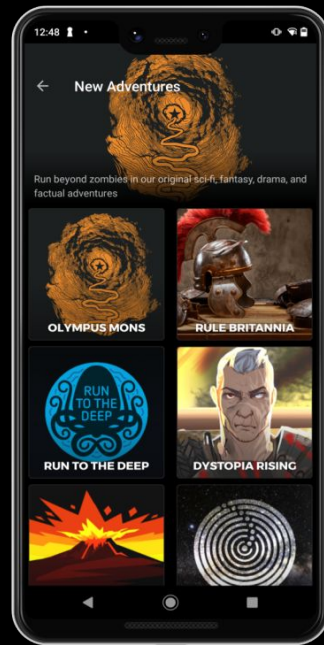 12:48
New Adventures
Run beyond zombies in our original sci-fi, fantasy, drama, and
factual adventures
OLYMPUS MONS
RULE BRITANNIA
RUN
TO THE
DEEP
RUN TO THE DEEP
DYSTOPIA RISING